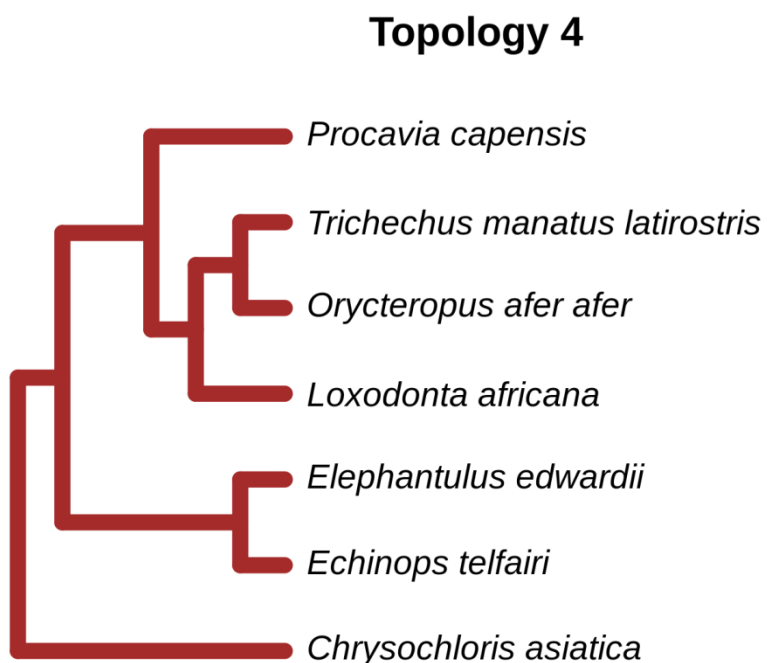 Topology 4
Procavia capensis
Trichechus manatus latirostris
Orycteropus afer afer
Loxodonta africana
Elephantulus edwardii
Echinops telfairi
Chrysochloris asiatica